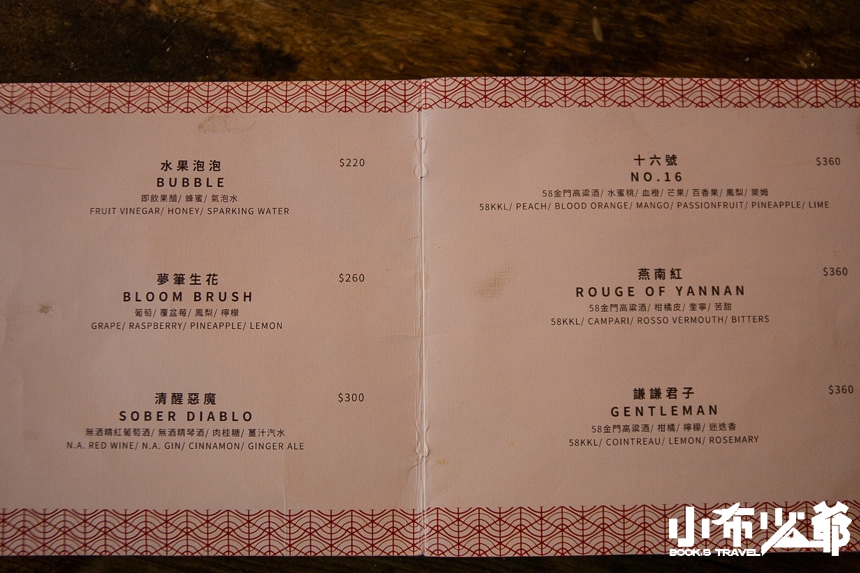 水果泡泡 $220
BUBBLE
即飲果醋/ 蜂蜜/ 氣泡水
FRUIT VINEGAR/ HONEY/ SPARKING WATER
夢筆生花 $260
BLOOM BRUSH
葡萄/ 覆盆莓/ 鳳梨/ 檸檬
GRAPE/ RASPBERRY/ PINEAPPLE/ LEMON
清醒惡魔 $300
SOBER DIABLO
無酒精紅葡萄酒/ 無酒精琴酒/ 肉桂糖/ 薑汁汽水
N.A. RED WINE/ N.A. GIN/ CINNAMON/ GINGER ALE
十六號 $360
NO.16
58金門高粱酒/ 水蜜桃/ 血橙/ 芒果/ 百香果/ 鳳梨/ 萊姆
58KKL/ PEACH/ BLOOD ORANGE/ MANGO/ PASSIONFRUIT/ PINEAPPLE/ LIME
燕南紅 $360
ROUGE OF YANNAN
58金門高粱酒/ 柑橘皮/ 奎寧/ 苦甜
58KKL/ CAMPARI/ ROSSO VERMOUTH/ BITTERS
謙謙君子 $360
GENTLEMAN
58金門高粱酒/ 柑橘/ 檸檬/ 迷迭香
58KKL/ COINTREAU/ LEMON/ ROSEMARY
小布少爺
BOOK,S TRAVEL